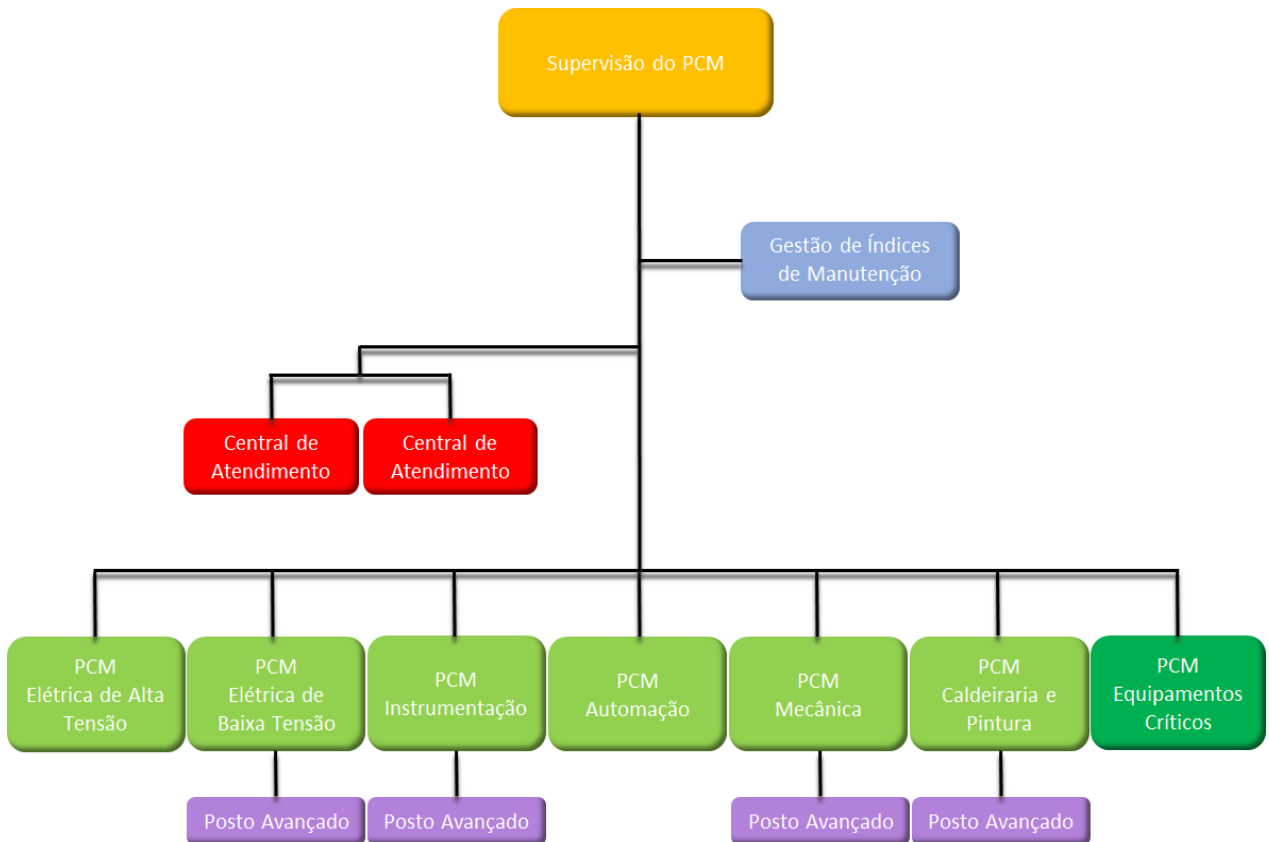 Supervisão do PCM
Gestão de Índices
de Manutenção
Central de
Atendimento
Central de
Atendimento
PCM
Elétrica de Alta
Tensão
PCM
Elétrica de
Baixa Tensão
PCM
Instrumentação
PCM
Automação
PCM
Mecânica
PCM
Caldeiraria e
Pintura
PCM
Equipamentos
Críticos
Posto Avançado
Posto Avançado
Posto Avançado
Posto Avançado